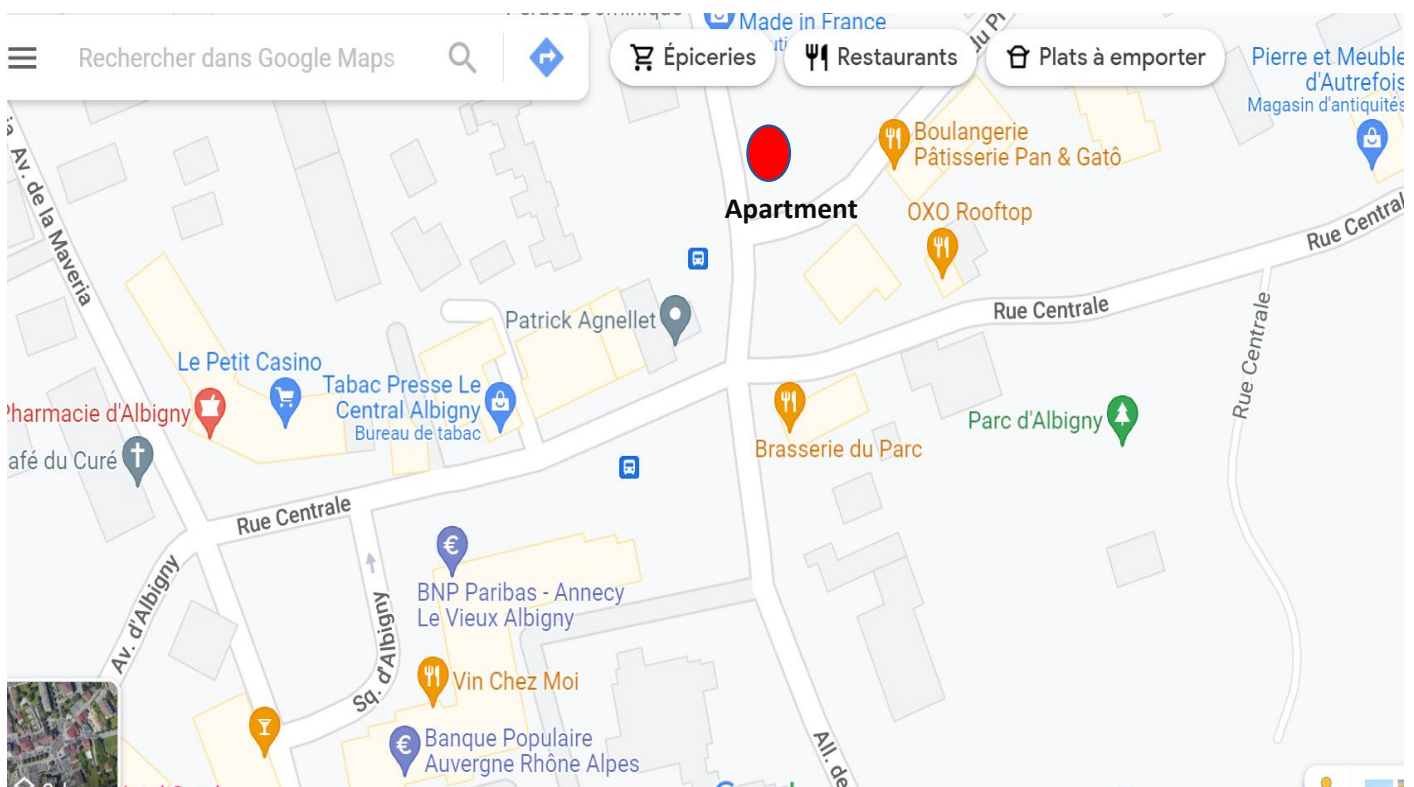 Made in France
Rechercher dans Google Maps
Épiceries
Restaurants
Plats à emporter
Pierre et Meuble
d'Autrefois
Magasin d'antiquités
Av. de la Maveria
Boulangerie
Pâtisserie Pan & Gatô
Apartment
OXO Rooftop
Rue Central
Rue Centrale
Patrick Agnellet
Rue Centrale
Le Petit Casino
Tabac Presse Le
Central Albigny
Bureau de tabac
Pharmacie d'Albigny
Parc d'Albigny
afé du Curé
Brasserie du Parc
Rue Centrale
BNP Paribas - Annecy
Le Vieux Albigny
Av. d'Albigny
Sq. d'Albigny
Vin Chez Moi
Banque Populaire
Auvergne Rhône Alpes
All. de